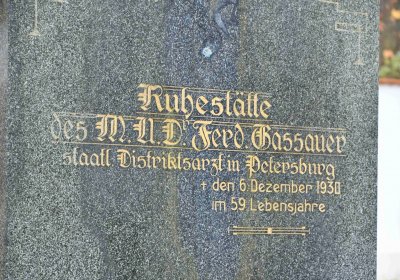 Ruhestätte
des M.U.Dr. Ferd. Gassauer
staatl. Distriktsarzt in Petersburg
† den 6. Dezember 1930
im 59. Lebensjahre